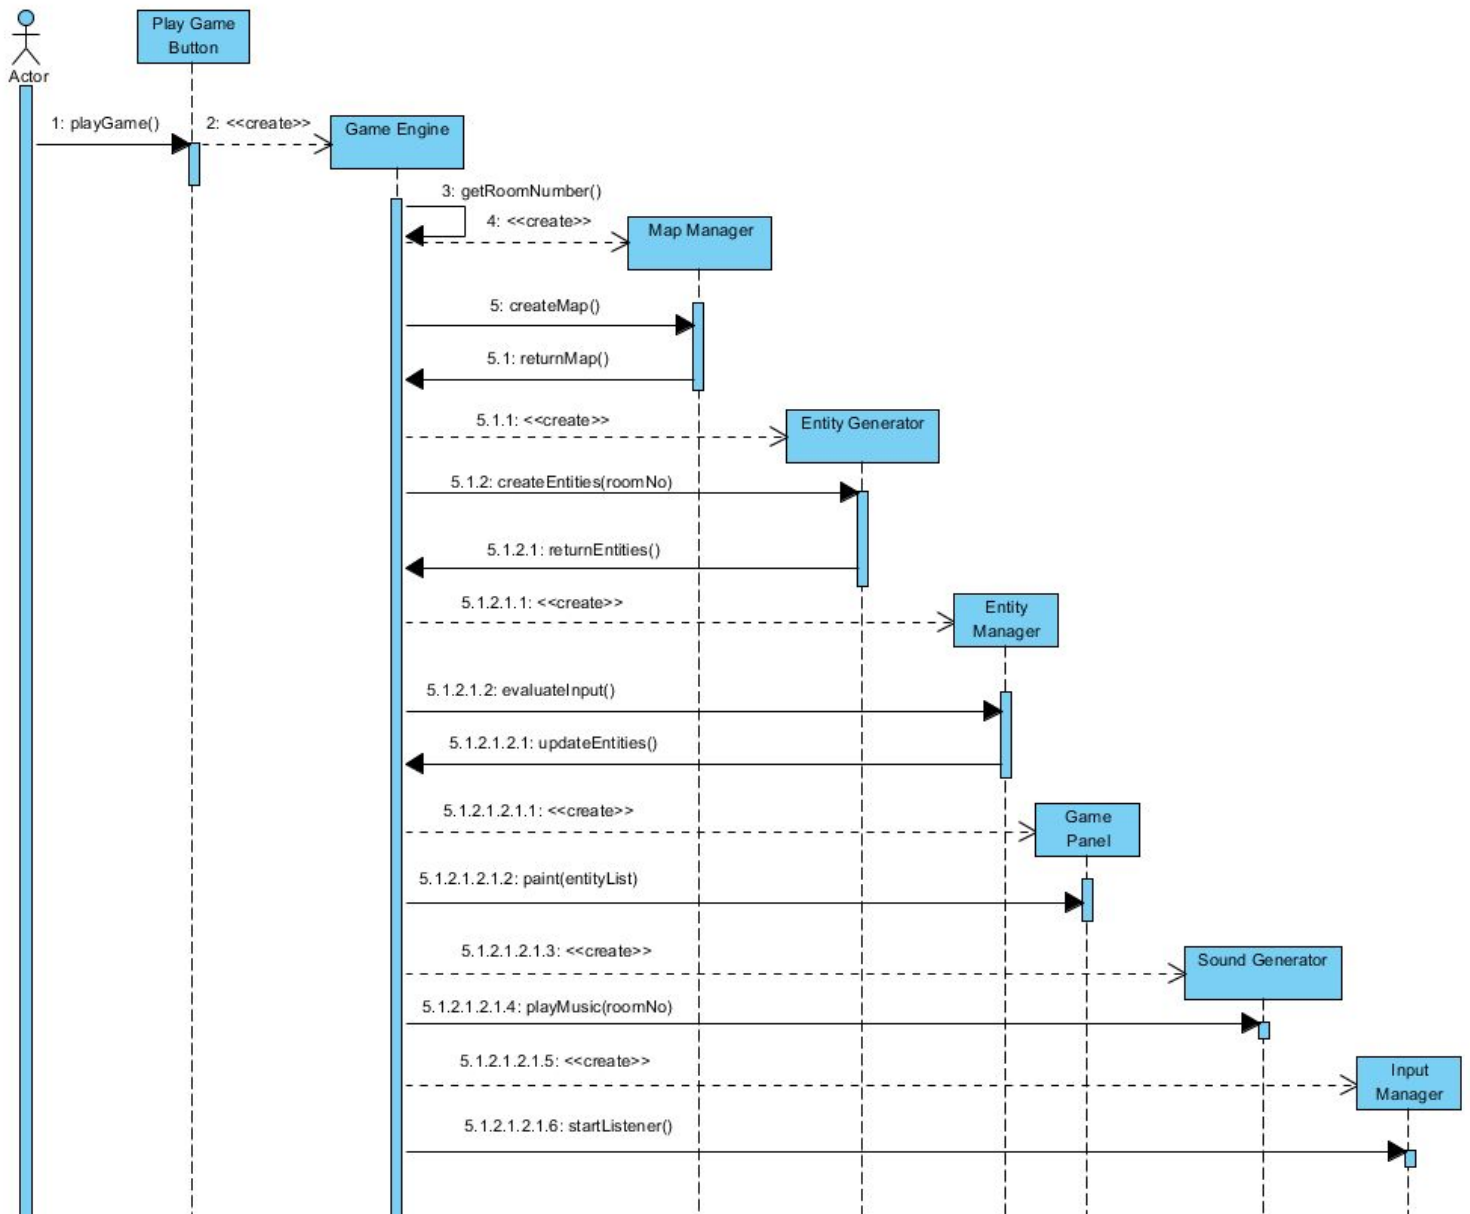 Play Game
Button
Actor
1: playGame()
2: <<create>>
Game Engine
3: getRoomNumber()
4: <<create>>
Map Manager
5: createMap()
5.1: returnMap()
5.1.1: <<create>>
Entity Generator
5.1.2: createEntities(roomNo)
5.1.2.1: returnEntities()
5.1.2.1.1: <<create>>
Entity
Manager
5.1.2.1.2: evaluateInput()
5.1.2.1.2.1: updateEntities()
5.1.2.1.2.1.1: <<create>>
Game
Panel
5.1.2.1.2.1.2: paint(entityList)
5.1.2.1.2.1.3: <<create>>
Sound Generator
5.1.2.1.2.1.4: playMusic(roomNo)
5.1.2.1.2.1.5: <<create>>
Input
Manager
5.1.2.1.2.1.6: startListener()